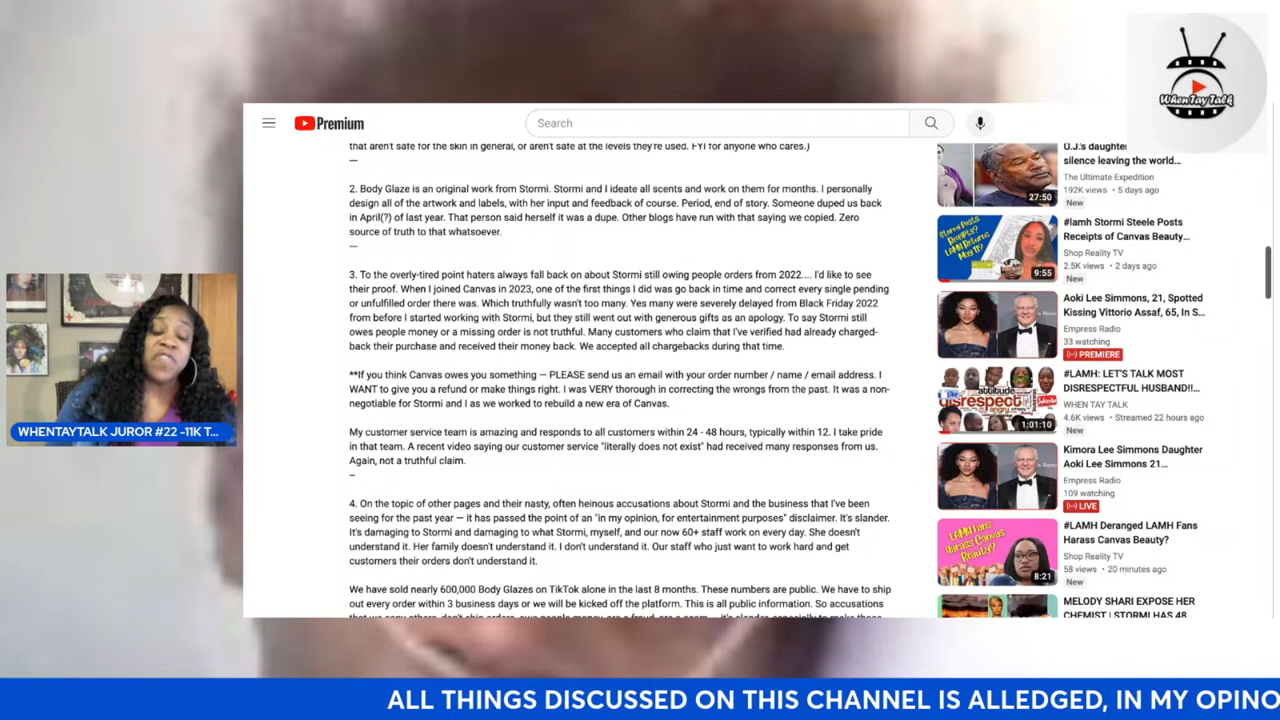 When Tay Talk
Premium
Search
that aren't safe for the skin in general, or aren't safe at the levels they're used. FYI for anyone who cares.)
—
2. Body Glaze is an original work from Stormi. Stormi and I ideate all scents and work on them for months. I personally
design all of the artwork and labels, with her input and feedback of course. Period, end of story. Someone duped us back
in April(?) of last year. That person said herself it was a dupe. Other blogs have run with that saying we copied. Zero
source of truth to that whatsoever.
—
3. To the overly-tired point haters always fall back on about Stormi still owing people orders from 2022.... I'd like to see
their proof. When I joined Canvas in 2023, one of the first things I did was go back in time and correct every single pending
or unfulfilled order there was. Which truthfully wasn't too many. Yes many were severely delayed from Black Friday 2022
from before I started working with Stormi, but they still went out with generous gifts as an apology. To say Stormi still
owes people money or a missing order is not truthful. Many customers who claim that I've verified had already charged-
back their purchase and received their money back. We accepted all chargebacks during that time.
**If you think Canvas owes you something — PLEASE send us an email with your order number / name / email address. I
WANT to give you a refund or make things right. I was VERY thorough in correcting the wrongs from the past. It was a non-
negotiable for Stormi and I as we worked to rebuild a new era of Canvas.
My customer service team is amazing and responds to all customers within 24 - 48 hours, typically within 12. I take pride
in that team. A recent video saying our customer service "literally does not exist" had received many responses from us.
Again, not a truthful claim.
–
4. On the topic of other pages and their nasty, often heinous accusations about Stormi and the business that I've been
seeing for the past year — it has passed the point of an "in my opinion, for entertainment purposes" disclaimer. It's slander.
It's damaging to Stormi and damaging to what Stormi, myself, and our now 60+ staff work on every day. She doesn't
understand it. Her family doesn't understand it. I don't understand it. Our staff who just want to work hard and get
customers their orders don't understand it.
We have sold nearly 600,000 Body Glazes on TikTok alone in the last 8 months. These numbers are public. We have to ship
out every order within 3 business days or we will be kicked off the platform. This is all public information. So accusations
O.J.'s daughter
silence leaving the world...
The Ultimate Expedition
192K views • 5 days ago
New
27:50
#lamh Stormi Steele Posts
Receipts of Canvas Beauty...
Shop Reality TV
2.5K views • 2 days ago
New
Stormi Posts
Receipts?
LAMH Returns
May 11?
9:55
Aoki Lee Simmons, 21, Spotted
Kissing Vittorio Assaf, 65, In S...
Empress Radio
33 watching
PREMIERE
#LAMH: LET'S TALK MOST
DISRESPECTFUL HUSBAND!!...
WHEN TAY TALK
4.6K views • Streamed 22 hours ago
New
attitude
disrespect
1:01:10
Kimora Lee Simmons Daughter
Aoki Lee Simmons 21...
Empress Radio
109 watching
LIVE
#LAMH Deranged LAMH Fans
Harass Canvas Beauty?
Shop Reality TV
58 views • 20 minutes ago
New
LAMH Fans
Harass Canvas
Beauty?
8:21
MELODY SHARI EXPOSE HER
CHEMIST | STORMI HAS 48
WHENTAYTALK JUROR #22 -11K T...
ALL THINGS DISCUSSED ON THIS CHANNEL IS ALLEDGED, IN MY OPINO